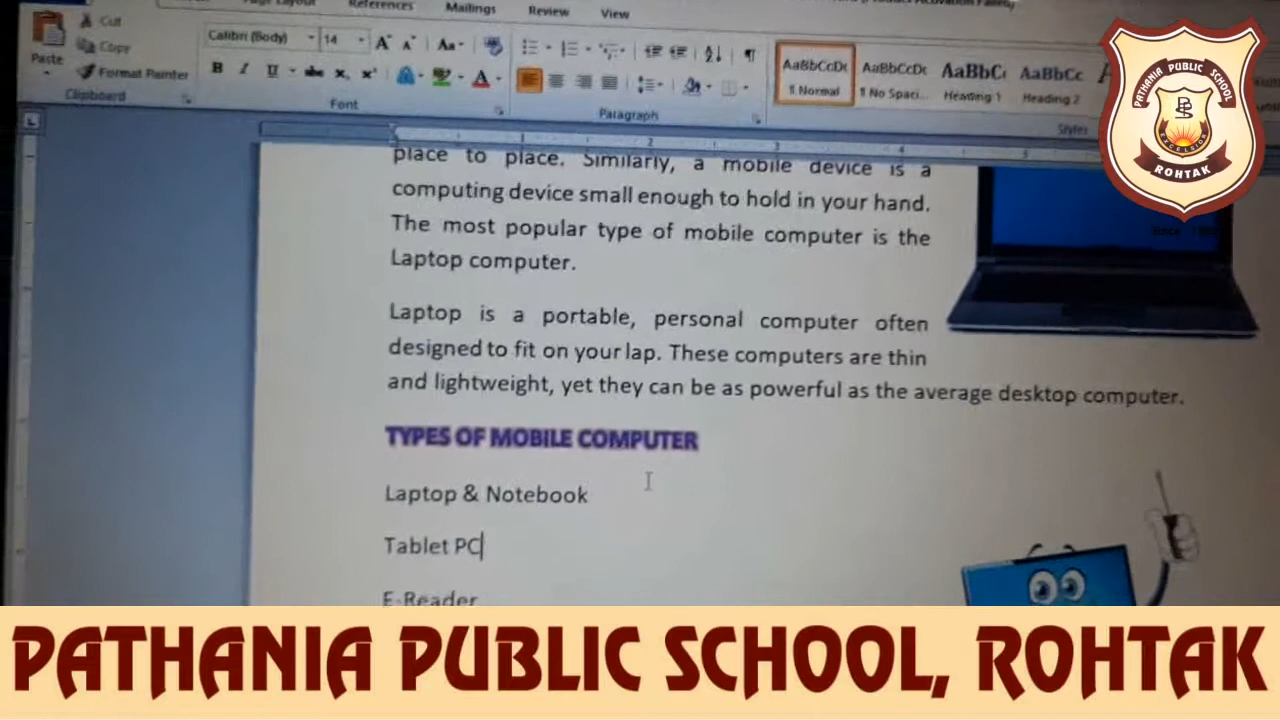 References
Mailings
Review
View
Cut
Copy
Paste
Format Painter
Clipboard
Calibri (Body)
14
Aa
B I U abc x, x²
A
Font
Paragraph
AaBbCcDc
¶ Normal
AaBbCcDc
¶ No Spaci...
AaBbC
Heading 1
AaBbCc
Heading 2
Styles
PATHANIA PUBLIC SCHOOL
EXCELSIOR
ROHTAK
place to place. Similarly, a mobile device is a
computing device small enough to hold in your hand.
The most popular type of mobile computer is the
Laptop computer.
Laptop is a portable, personal computer often
designed to fit on your lap. These computers are thin
and lightweight, yet they can be as powerful as the average desktop computer.
TYPES OF MOBILE COMPUTER
Laptop & Notebook
Tablet PC
E-Reader
PATHANIA PUBLIC SCHOOL, ROHTAK